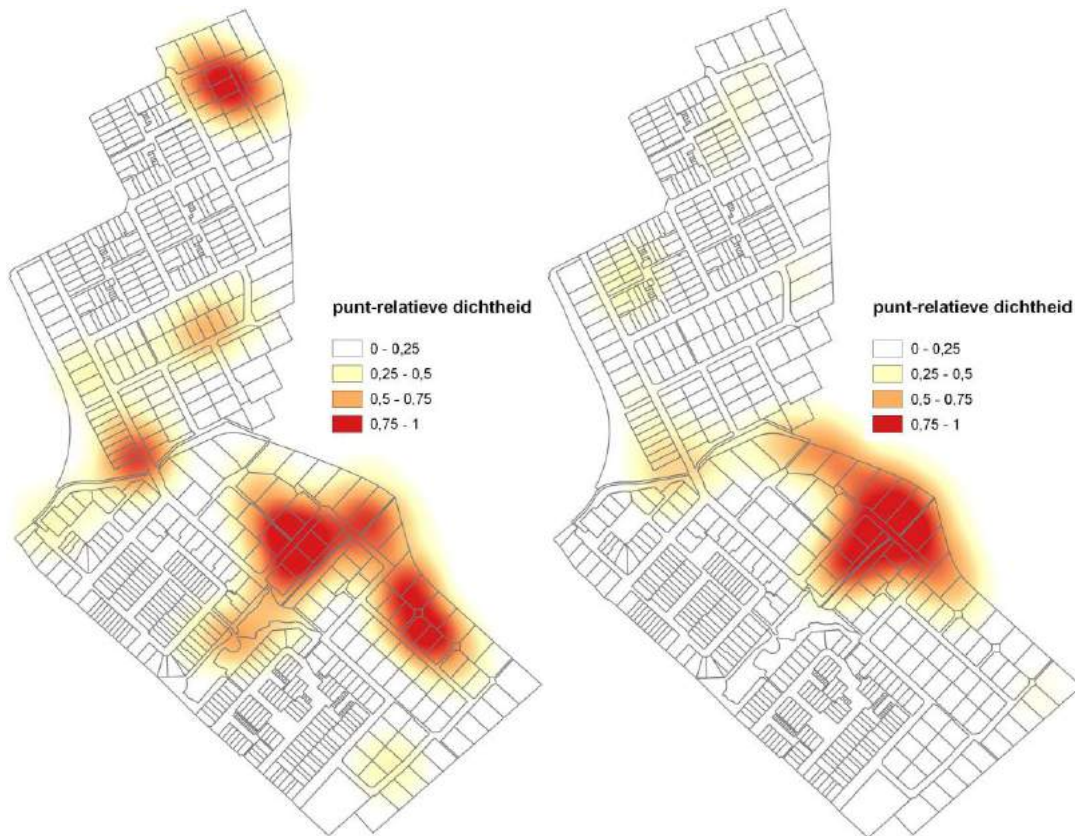 punt-relatieve dichtheid
0 - 0,25
0,25 - 0,5
0,5 - 0,75
0,75 - 1
punt-relatieve dichtheid
0 - 0,25
0,25 - 0,5
0,5 - 0,75
0,75 - 1